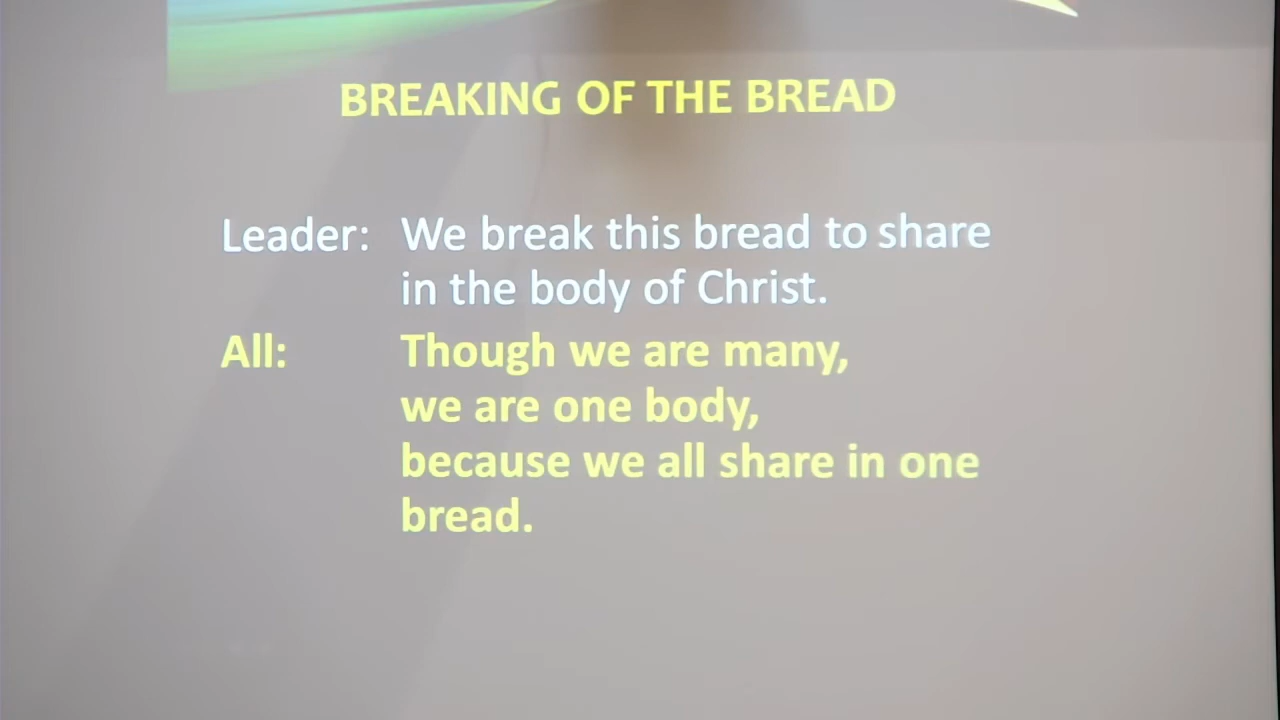 BREAKING OF THE BREAD
Leader: We break this bread to share
in the body of Christ.
All: Though we are many,
we are one body,
because we all share in one
bread.